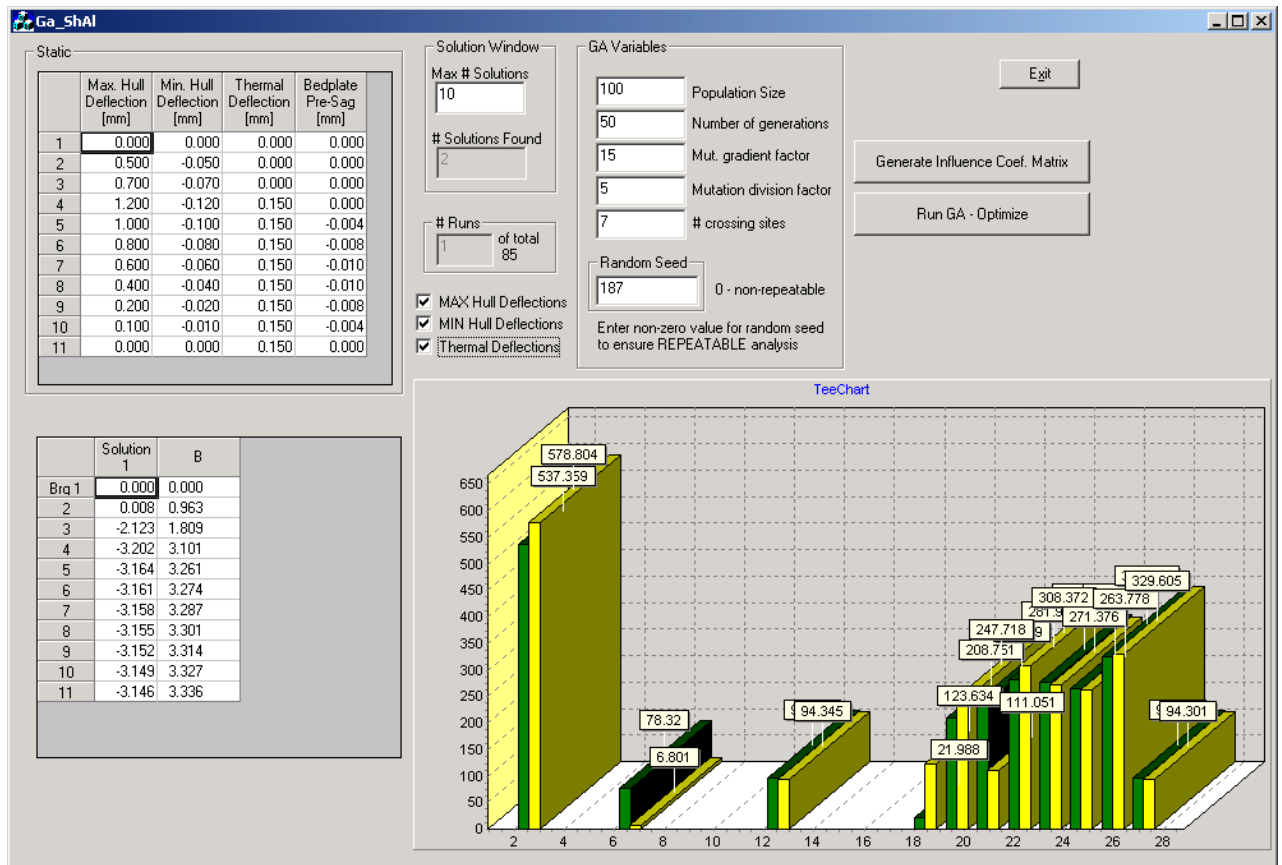 Ga_ShAl
Static
Max. Hull Deflection [mm] Min. Hull Deflection [mm] Thermal Deflection [mm] Bedplate Pre-Sag [mm]
1 0.000 0.000 0.000 0.000
2 0.500 -0.050 0.000 0.000
3 0.700 -0.070 0.000 0.000
4 1.200 -0.120 0.150 0.000
5 1.000 -0.100 0.150 -0.004
6 0.800 -0.080 0.150 -0.008
7 0.600 -0.060 0.150 -0.010
8 0.400 -0.040 0.150 -0.010
9 0.200 -0.020 0.150 -0.008
10 0.100 -0.010 0.150 -0.004
11 0.000 0.000 0.150 0.000
Solution Window
Max # Solutions
10
# Solutions Found
2
# Runs
1 of total
85
MAX Hull Deflections
MIN Hull Deflections
Thermal Deflections
GA Variables
100 Population Size
50 Number of generations
15 Mut. gradient factor
5 Mutation division factor
7 # crossing sites
Random Seed
187 0 - non-repeatable
Enter non-zero value for random seed
to ensure REPEATABLE analysis
Exit
Generate Influence Coef. Matrix
Run GA - Optimize
Solution 1 B
Brg 1 0.000 0.000
2 0.008 0.963
3 -2.123 1.809
4 -3.202 3.101
5 -3.164 3.261
6 -3.161 3.274
7 -3.158 3.287
8 -3.155 3.301
9 -3.152 3.314
10 -3.149 3.327
11 -3.146 3.336
TeeChart
578.804
537.359
78.32
6.801
94.345
21.988
123.634
208.751
247.718
111.051
308.372
271.376
263.778
329.605
94.301
650
600
550
500
450
400
350
300
250
200
150
100
50
0
2 4 6 8 10 12 14 16 18 20 22 24 26 28